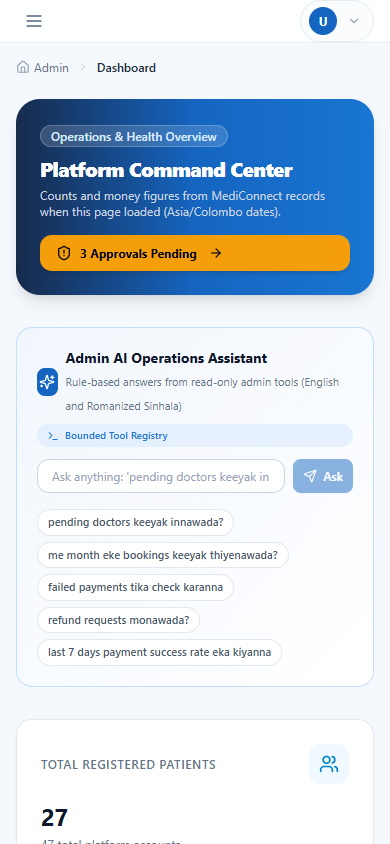 U
Admin
Dashboard
Operations & Health Overview
Platform Command Center
Counts and money figures from MediConnect records
when this page loaded (Asia/Colombo dates).
3 Approvals Pending
Admin AI Operations Assistant
Rule-based answers from read-only admin tools (English
and Romanized Sinhala)
Bounded Tool Registry
Ask anything: 'pending doctors keeyak in
Ask
pending doctors keeyak innawada?
me month eke bookings keeyak thiyenawada?
failed payments tika check karanna
refund requests monawada?
last 7 days payment success rate eka kiyanna
TOTAL REGISTERED PATIENTS
27
47 total platform accounts